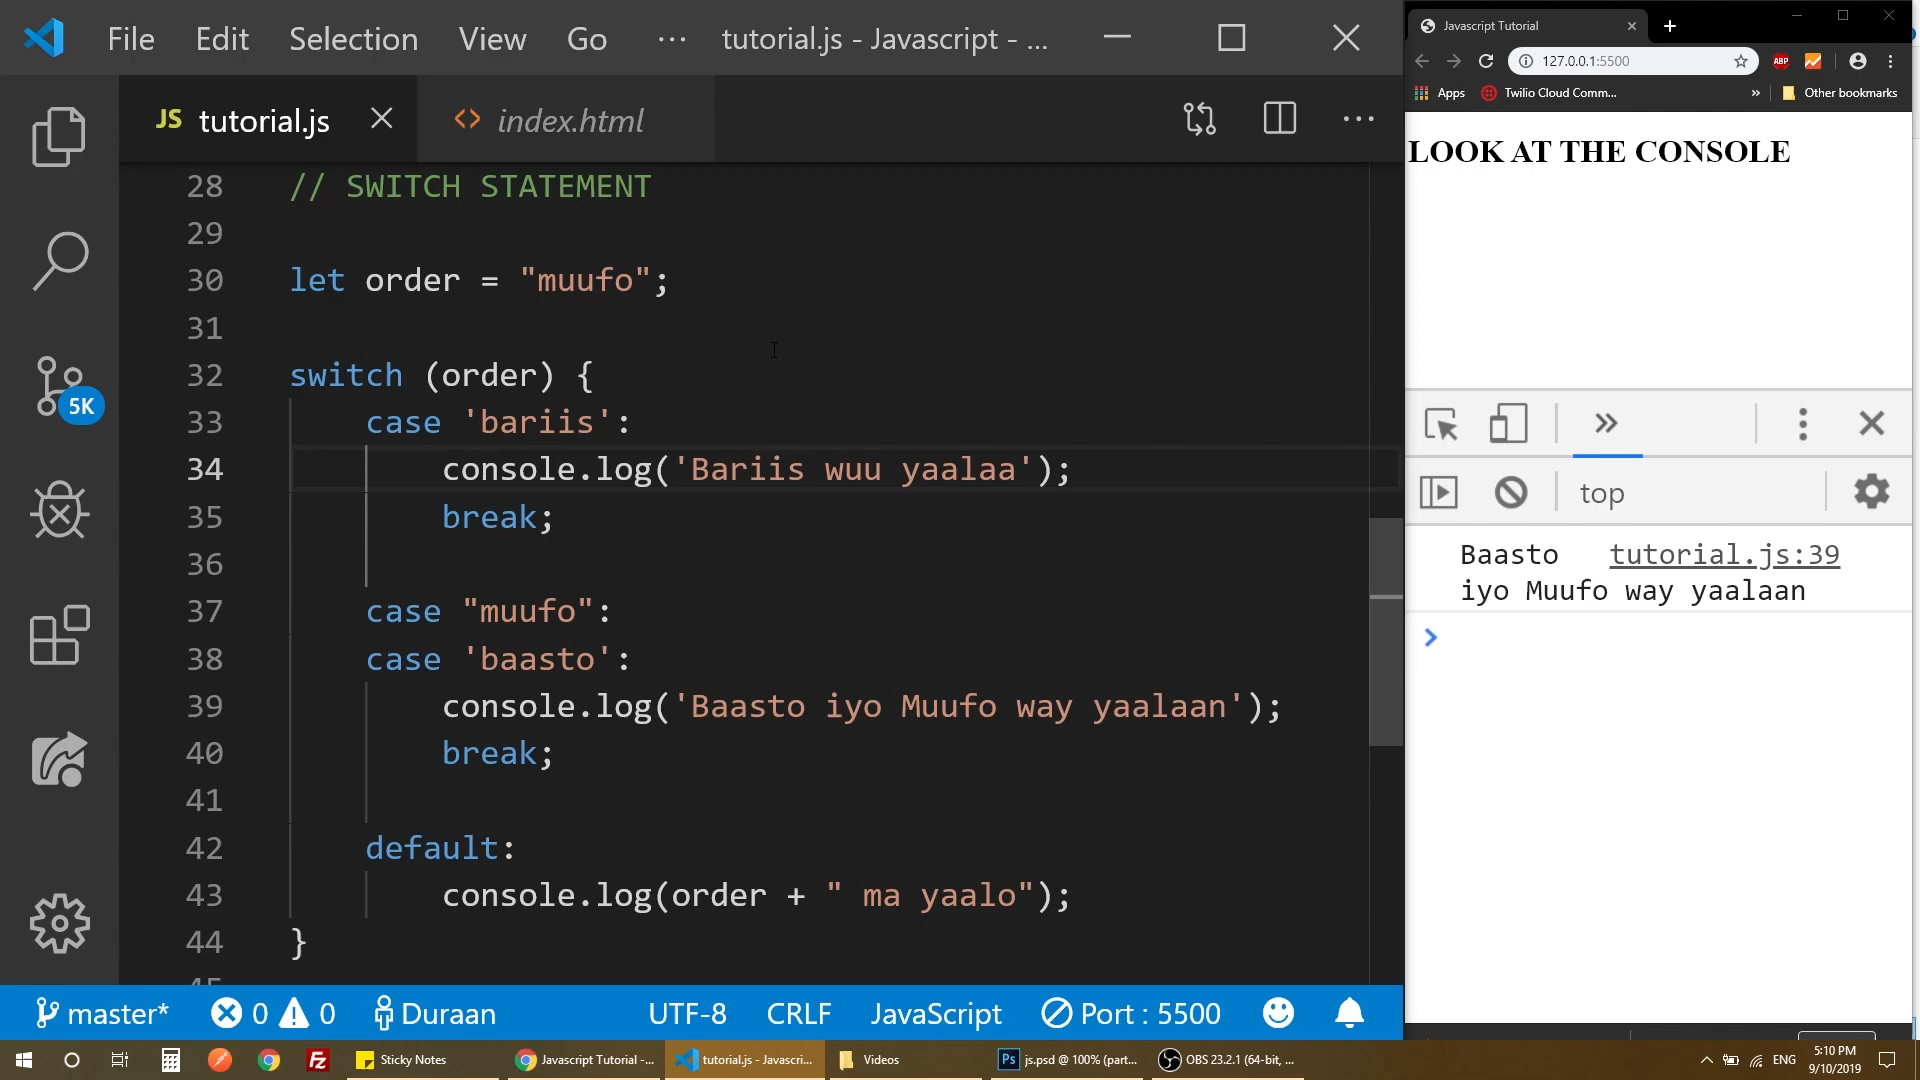 File Edit Selection View Go ··· tutorial.js - Javascript - ...
JS tutorial.js index.html
28 // SWITCH STATEMENT
29
30 let order = "muufo";
31
32 switch (order) {
33 case 'bariis':
34 console.log('Bariis wuu yaalaa');
35 break;
36
37 case "muufo":
38 case 'baasto':
39 console.log('Baasto iyo Muufo way yaalaan');
40 break;
41
42 default:
43 console.log(order + " ma yaalo");
44 }
5K
master* 0 0 Duraan UTF-8 CRLF JavaScript Port : 5500
Javascript Tutorial
127.0.0.1:5500 ABP
Apps Twilio Cloud Comm... » Other bookmarks
LOOK AT THE CONSOLE
top
Baasto tutorial.js:39
iyo Muufo way yaalaan
Fz Sticky Notes Javascript Tutorial -... tutorial.js - Javascri... Videos Ps js.psd @ 100% (part... OBS 23.2.1 (64-bit, ... ENG 5:10 PM
9/10/2019